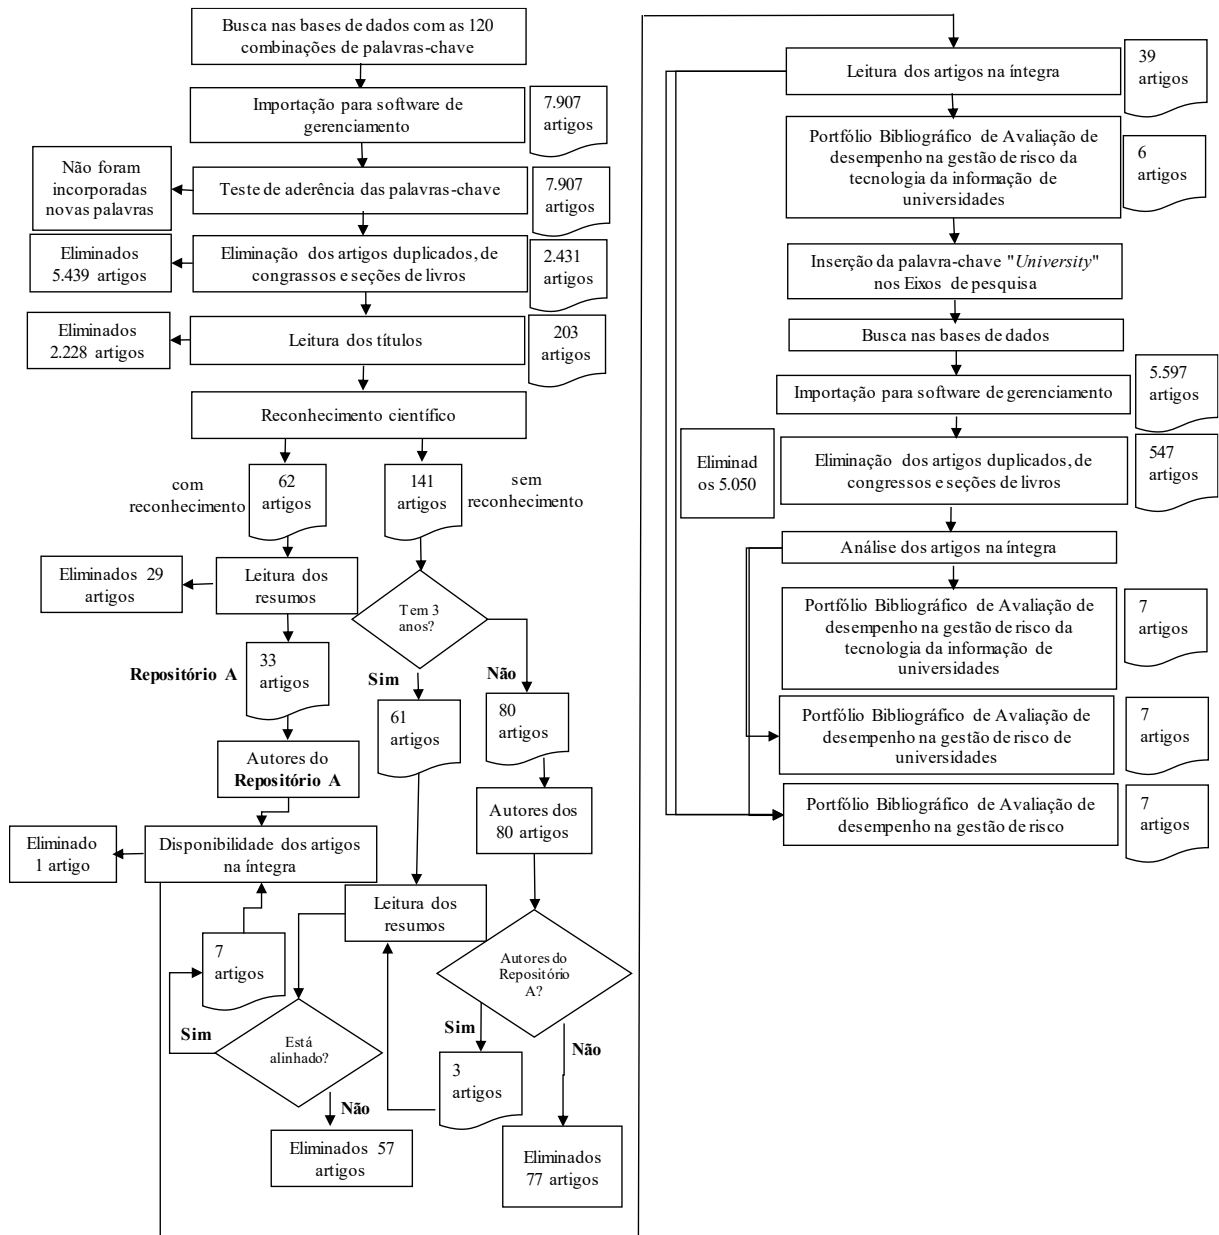 Busca nas bases de dados com as 120
combinações de palavras-chave
Importação para software de
gerenciamento
7.907
artigos
Não foram
incorporadas
novas palavras
Teste de aderência das palavras-chave
7.907
artigos
Eliminados
5.439 artigos
Eliminação dos artigos duplicados, de
congrassos e seções de livros
2.431
artigos
Eliminados
2.228 artigos
Leitura dos títulos
203
artigos
Reconhecimento científico
com
reconhecimento
62
artigos
141
artigos
sem
reconhecimento
Eliminados 29
artigos
Leitura dos
resumos
Tem 3
anos?
Repositório A
33
artigos
Sim
Não
61
artigos
80
artigos
Autores do
Repositório A
Autores dos
80 artigos
Eliminado
1 artigo
Disponibilidade dos artigos
na íntegra
Leitura dos
resumos
7
artigos
Autores do
Repositório
A?
Sim
Está
alinhado?
Sim
Não
3
artigos
Não
Eliminados 57
artigos
Eliminados
77 artigos
Leitura dos artigos na íntegra
39
artigos
Portfólio Bibliográfico de Avaliação de
desempenho na gestão de risco da
tecnologia da informação de
universidades
6
artigos
Inserção da palavra-chave "University"
nos Eixos de pesquisa
Busca nas bases de dados
Importação para software de gerenciamento
5.597
artigos
Eliminad
os 5.050
Eliminação dos artigos duplicados, de
congressos e seções de livros
547
artigos
Análise dos artigos na íntegra
Portfólio Bibliográfico de Avaliação de
desempenho na gestão de risco da
tecnologia da informação de
universidades
7
artigos
Portfólio Bibliográfico de Avaliação de
desempenho na gestão de risco de
universidades
7
artigos
Portfólio Bibliográfico de Avaliação de
desempenho na gestão de risco
7
artigos